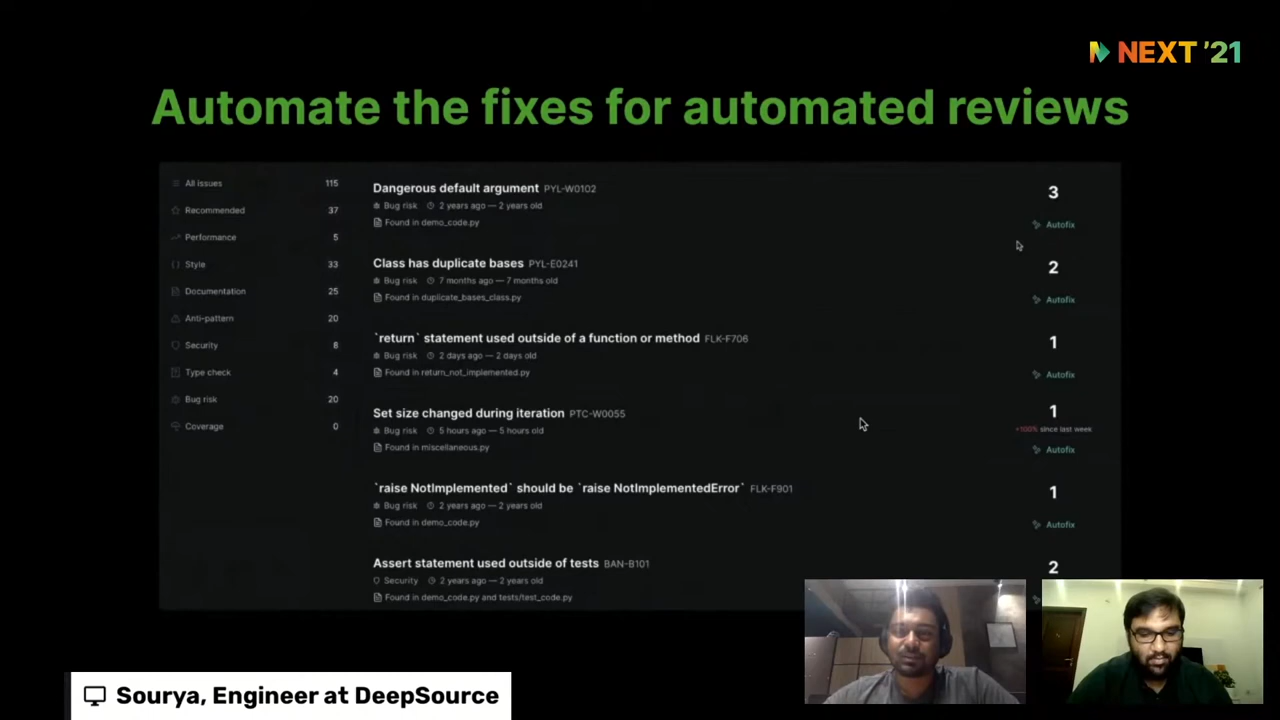 NEXT '21
Automate the fixes for automated reviews
All issues 115
Recommended 37
Performance 5
Style 33
Documentation 25
Anti-pattern 20
Security 8
Type check 4
Bug risk 20
Coverage 0
Dangerous default argument PYL-W0102
Bug risk 2 years ago — 2 years old
Found in demo_code.py
3
Autofix
Class has duplicate bases PYL-E0241
Bug risk 7 months ago — 7 months old
Found in duplicate_bases_class.py
2
Autofix
`return` statement used outside of a function or method FLK-F706
Bug risk 2 days ago — 2 days old
Found in return_not_implemented.py
1
Autofix
Set size changed during iteration PTC-W0055
Bug risk 5 hours ago — 5 hours old
Found in miscellaneous.py
1
+100% since last week
Autofix
`raise NotImplemented` should be `raise NotImplementedError` FLK-F901
Bug risk 2 years ago — 2 years old
Found in demo_code.py
1
Autofix
Assert statement used outside of tests BAN-B101
Security 2 years ago — 2 years old
Found in demo_code.py and tests/test_code.py
2
Sourya, Engineer at DeepSource